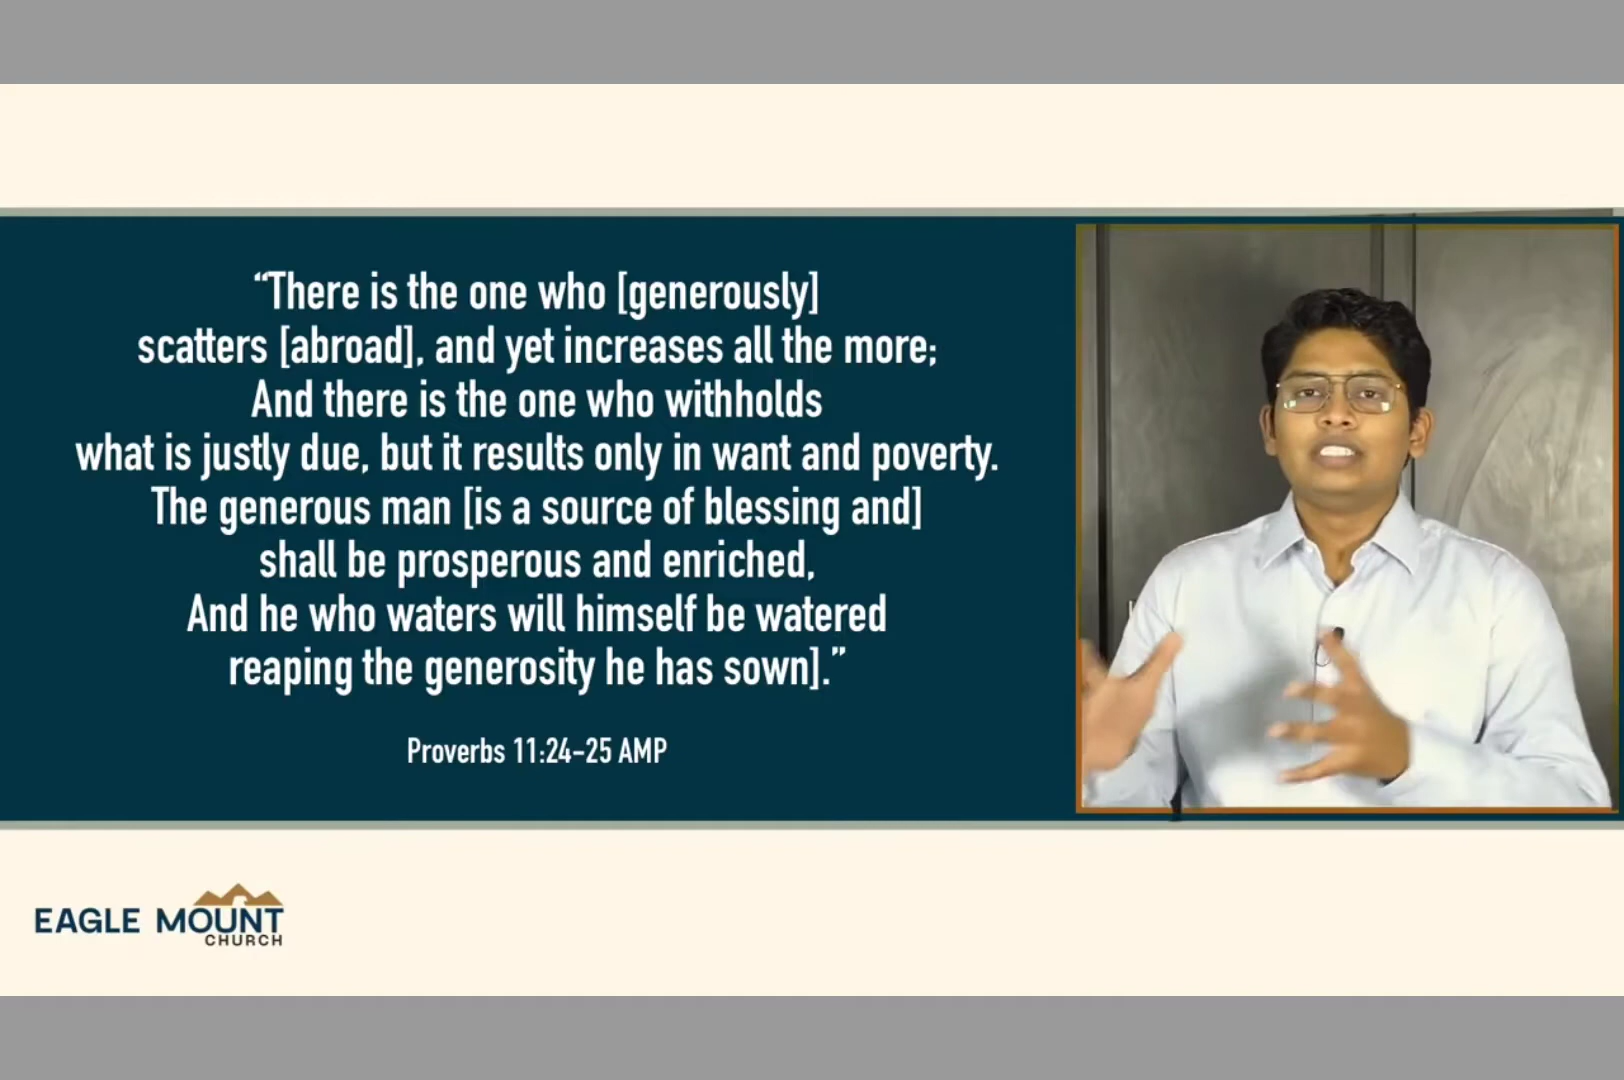 “There is the one who [generously]
scatters [abroad], and yet increases all the more;
And there is the one who withholds
what is justly due, but it results only in want and poverty.
The generous man [is a source of blessing and]
shall be prosperous and enriched,
And he who waters will himself be watered
reaping the generosity he has sown].”
Proverbs 11:24–25 AMP
EAGLE MOUNT
CHURCH